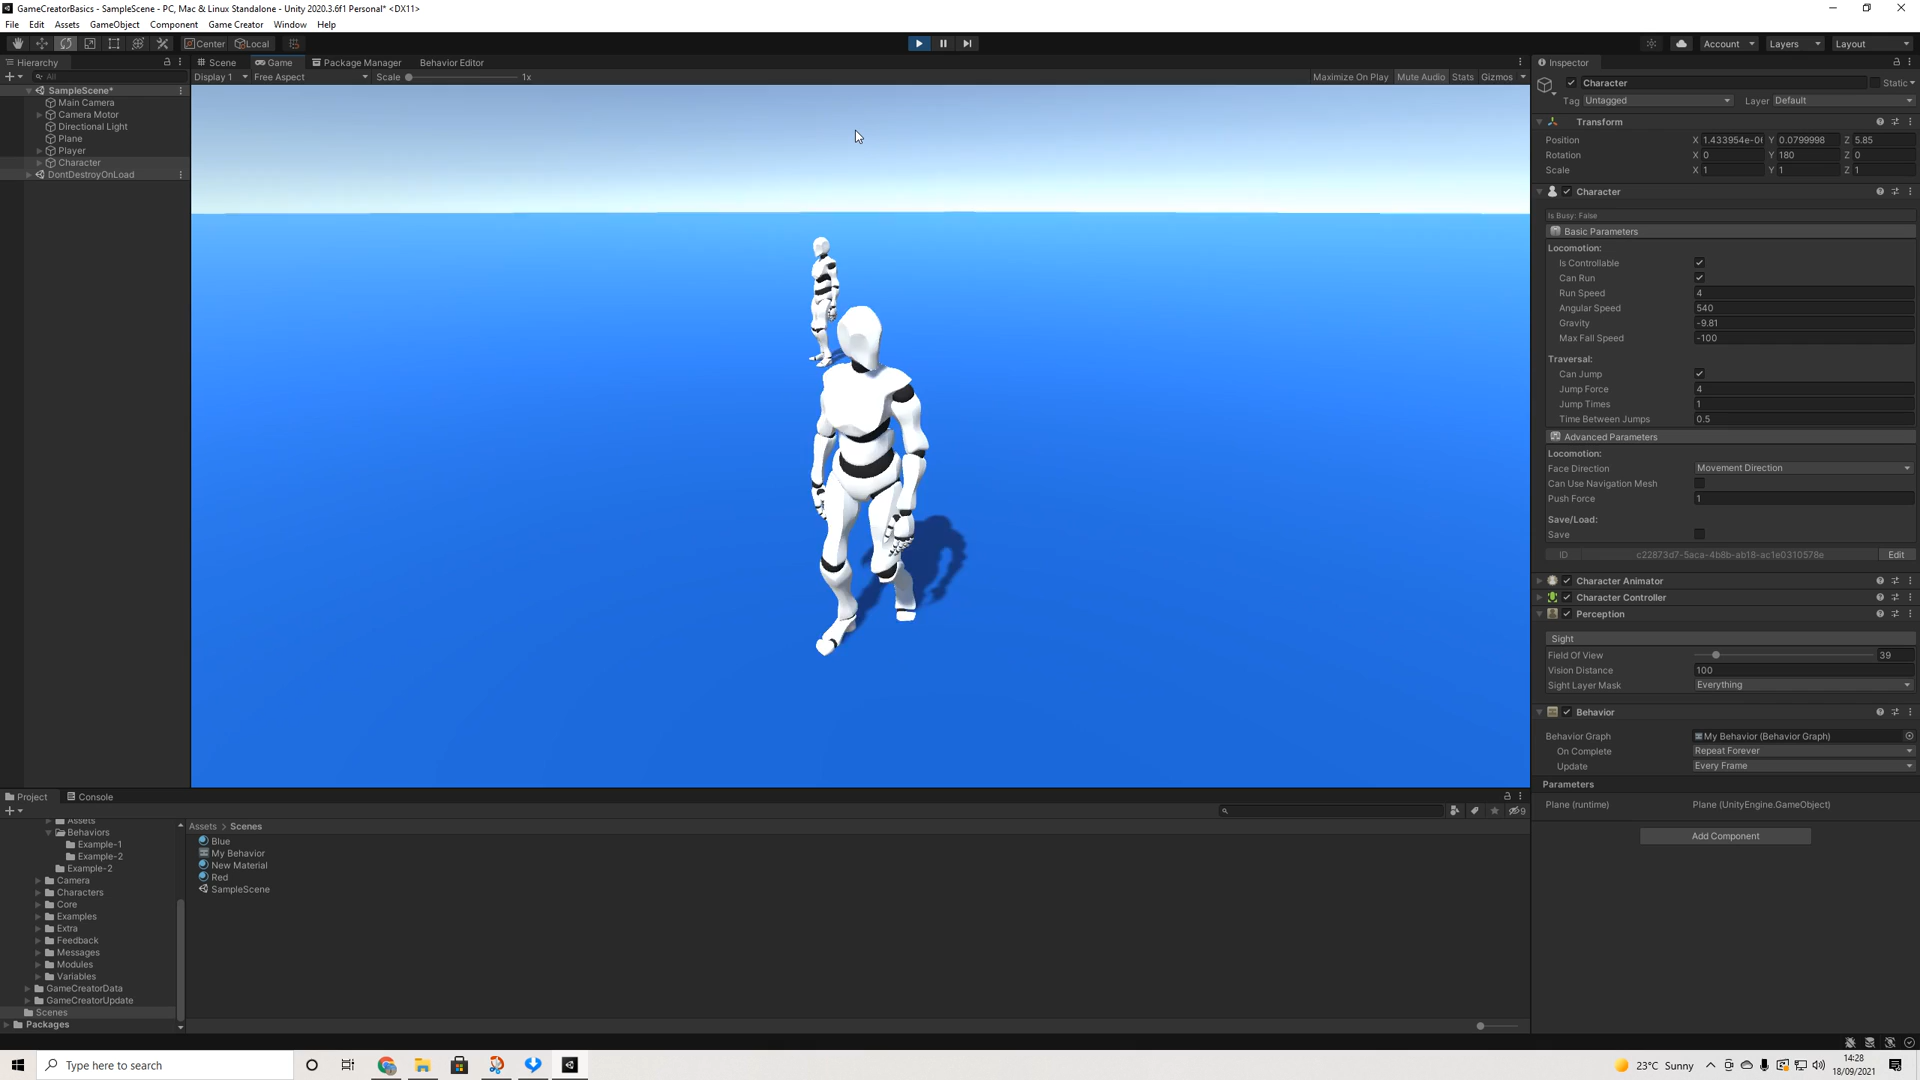 GameCreatorBasics - SampleScene - PC, Mac & Linux Standalone - Unity 2020.3.6f1 Personal* <DX11>
File Edit Assets GameObject Component Game Creator Window Help
Center Local
Account Layers Layout
Hierarchy
All
SampleScene*
Main Camera
Camera Motor
Directional Light
Plane
Player
Character
DontDestroyOnLoad
Scene Game Package Manager Behavior Editor
Display 1 Free Aspect Scale 1x Maximize On Play Mute Audio Stats Gizmos
Inspector
Character Static
Tag Untagged Layer Default
Transform
Position X 1.433954e-0 Y 0.0799998 Z 5.85
Rotation X 0 Y 180 Z 0
Scale X 1 Y 1 Z 1
Character
Is Busy: False
Basic Parameters
Locomotion:
Is Controllable
Can Run
Run Speed 4
Angular Speed 540
Gravity -9.81
Max Fall Speed -100
Traversal:
Can Jump
Jump Force 4
Jump Times 1
Time Between Jumps 0.5
Advanced Parameters
Locomotion:
Face Direction Movement Direction
Can Use Navigation Mesh
Push Force 1
Save/Load:
Save
ID c22873d7-5aca-4b8b-ab18-ac1e0310578e Edit
Character Animator
Character Controller
Perception
Sight
Field Of View 39
Vision Distance 100
Sight Layer Mask Everything
Behavior
Behavior Graph My Behavior (Behavior Graph)
On Complete Repeat Forever
Update Every Frame
Parameters
Plane (runtime) Plane (UnityEngine.GameObject)
Add Component
Project Console
9
Assets
Behaviors
Example-1
Example-2
Example-2
Camera
Characters
Core
Examples
Extra
Feedback
Messages
Modules
Variables
GameCreatorData
GameCreatorUpdate
Scenes
Packages
Assets > Scenes
Blue
My Behavior
New Material
Red
SampleScene
Type here to search
23°C Sunny
14:28
18/09/2021